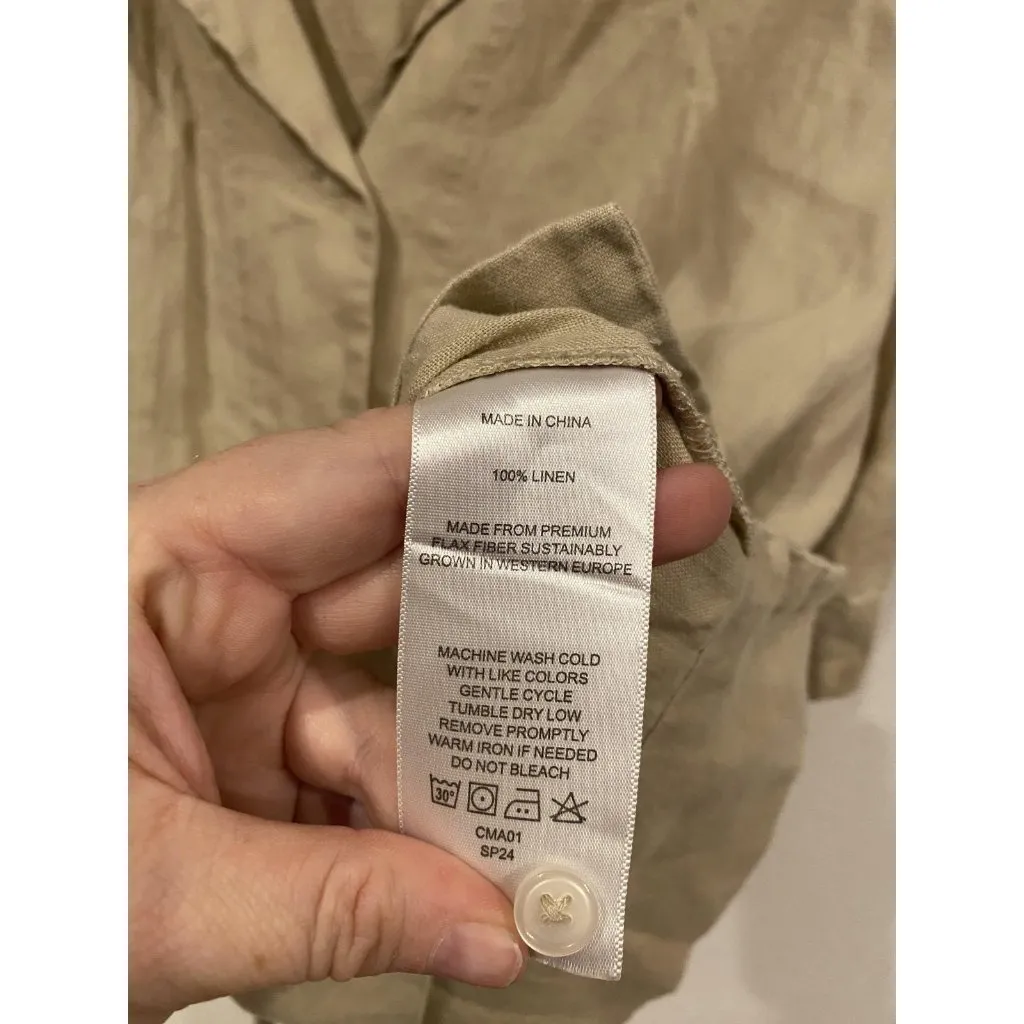 MADE IN CHINA
100% LINEN
MADE FROM PREMIUM
FLAX FIBER SUSTAINABLY
GROWN IN WESTERN EUROPE
MACHINE WASH COLD
WITH LIKE COLORS
GENTLE CYCLE
TUMBLE DRY LOW
REMOVE PROMPTLY
WARM IRON IF NEEDED
DO NOT BLEACH
30°
CMA01
SP24